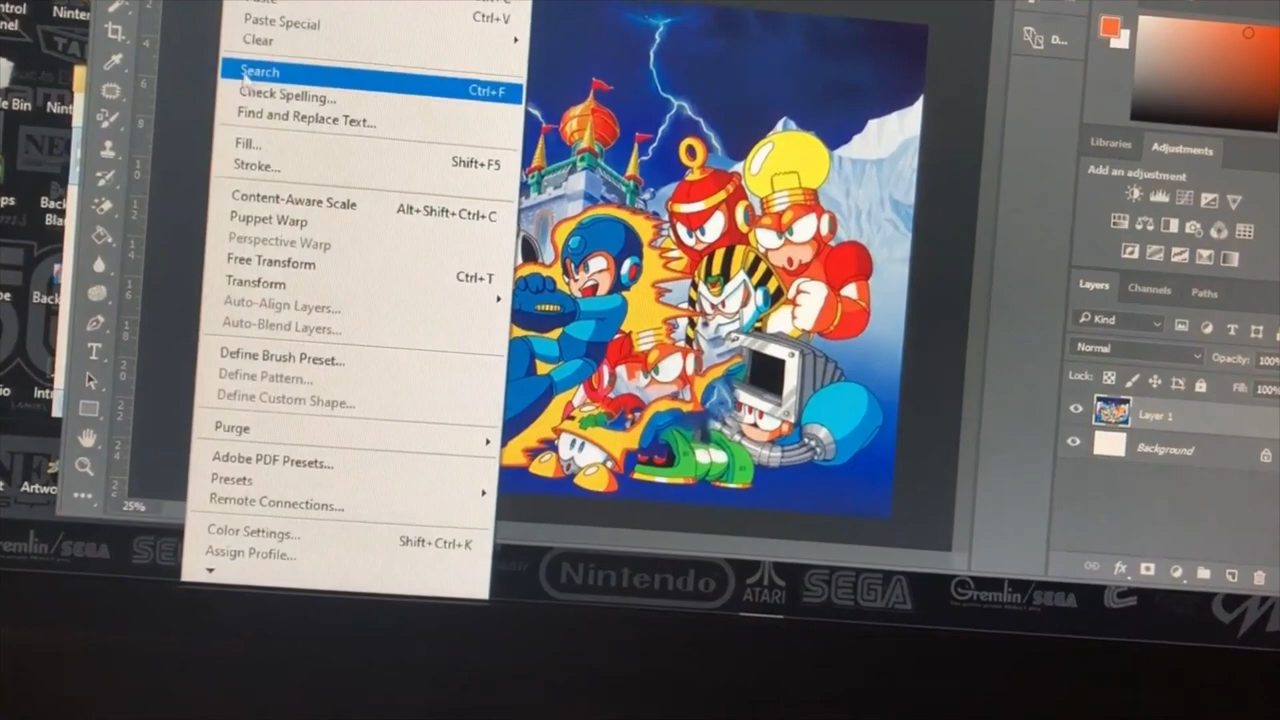 Ctrl+V
Paste Special
Clear
Search Ctrl+F
Check Spelling...
Find and Replace Text...
Fill... Shift+F5
Stroke...
Content-Aware Scale Alt+Shift+Ctrl+C
Puppet Warp
Perspective Warp
Free Transform Ctrl+T
Transform
Auto-Align Layers...
Auto-Blend Layers...
Define Brush Preset...
Define Pattern...
Define Custom Shape...
Purge
Adobe PDF Presets...
Presets
Remote Connections...
Color Settings... Shift+Ctrl+K
Assign Profile...
25%
D...
Libraries Adjustments
Add an adjustment
Layers Channels Paths
Kind
Normal Opacity: 100%
Lock: Fill: 100%
Layer 1
Background
Nintendo
ATARI
SEGA
Gremlin/SEGA